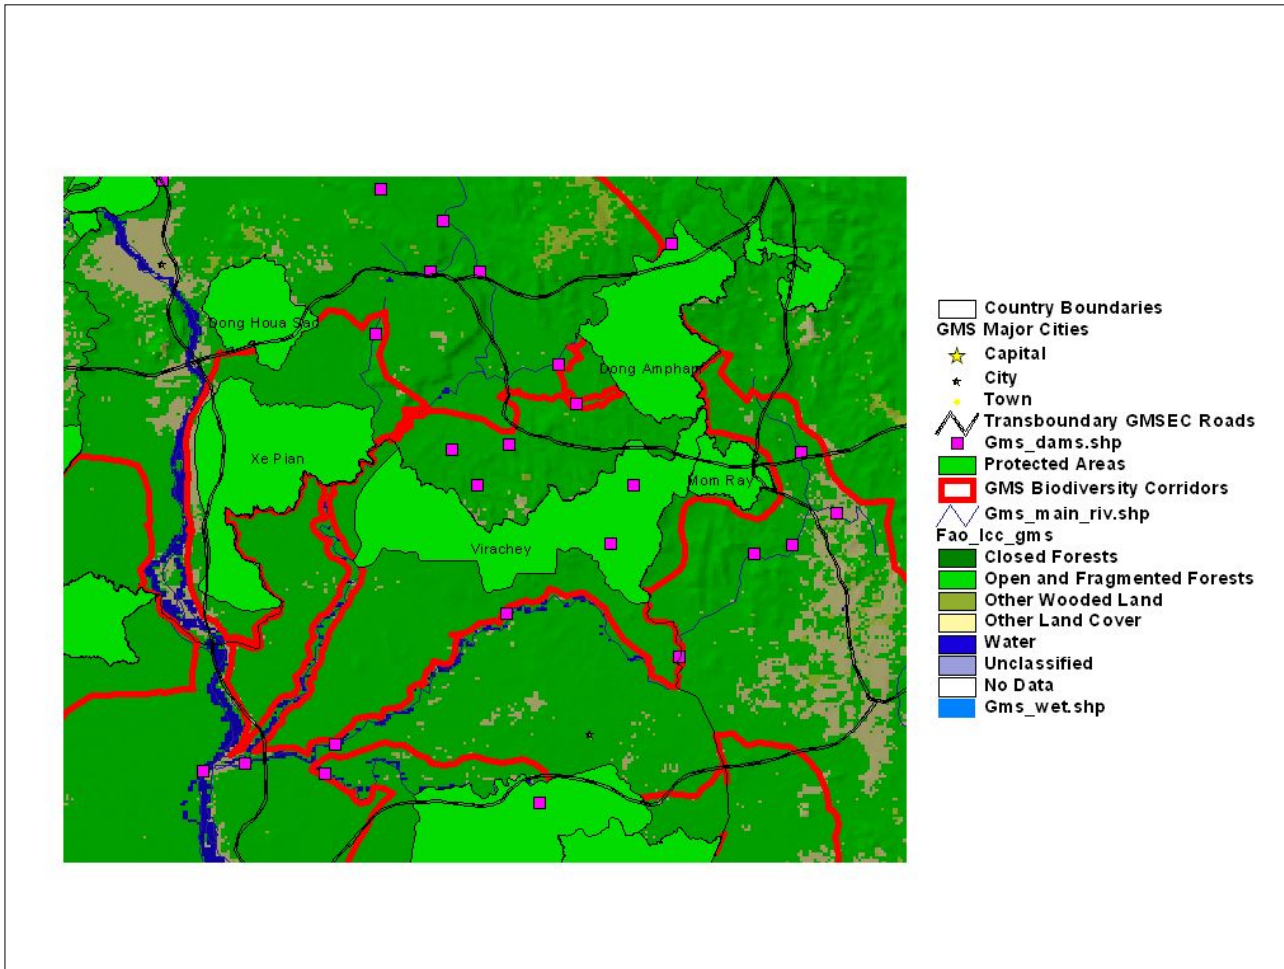 Dong Houa Sao
Dong Ampham
Xe Pian
Mom Ray
Virachey
Country Boundaries
GMS Major Cities
Capital
City
Town
Transboundary GMSEC Roads
Gms_dams.shp
Protected Areas
GMS Biodiversity Corridors
Gms_main_riv.shp
Fao_lcc_gms
Closed Forests
Open and Fragmented Forests
Other Wooded Land
Other Land Cover
Water
Unclassified
No Data
Gms_wet.shp